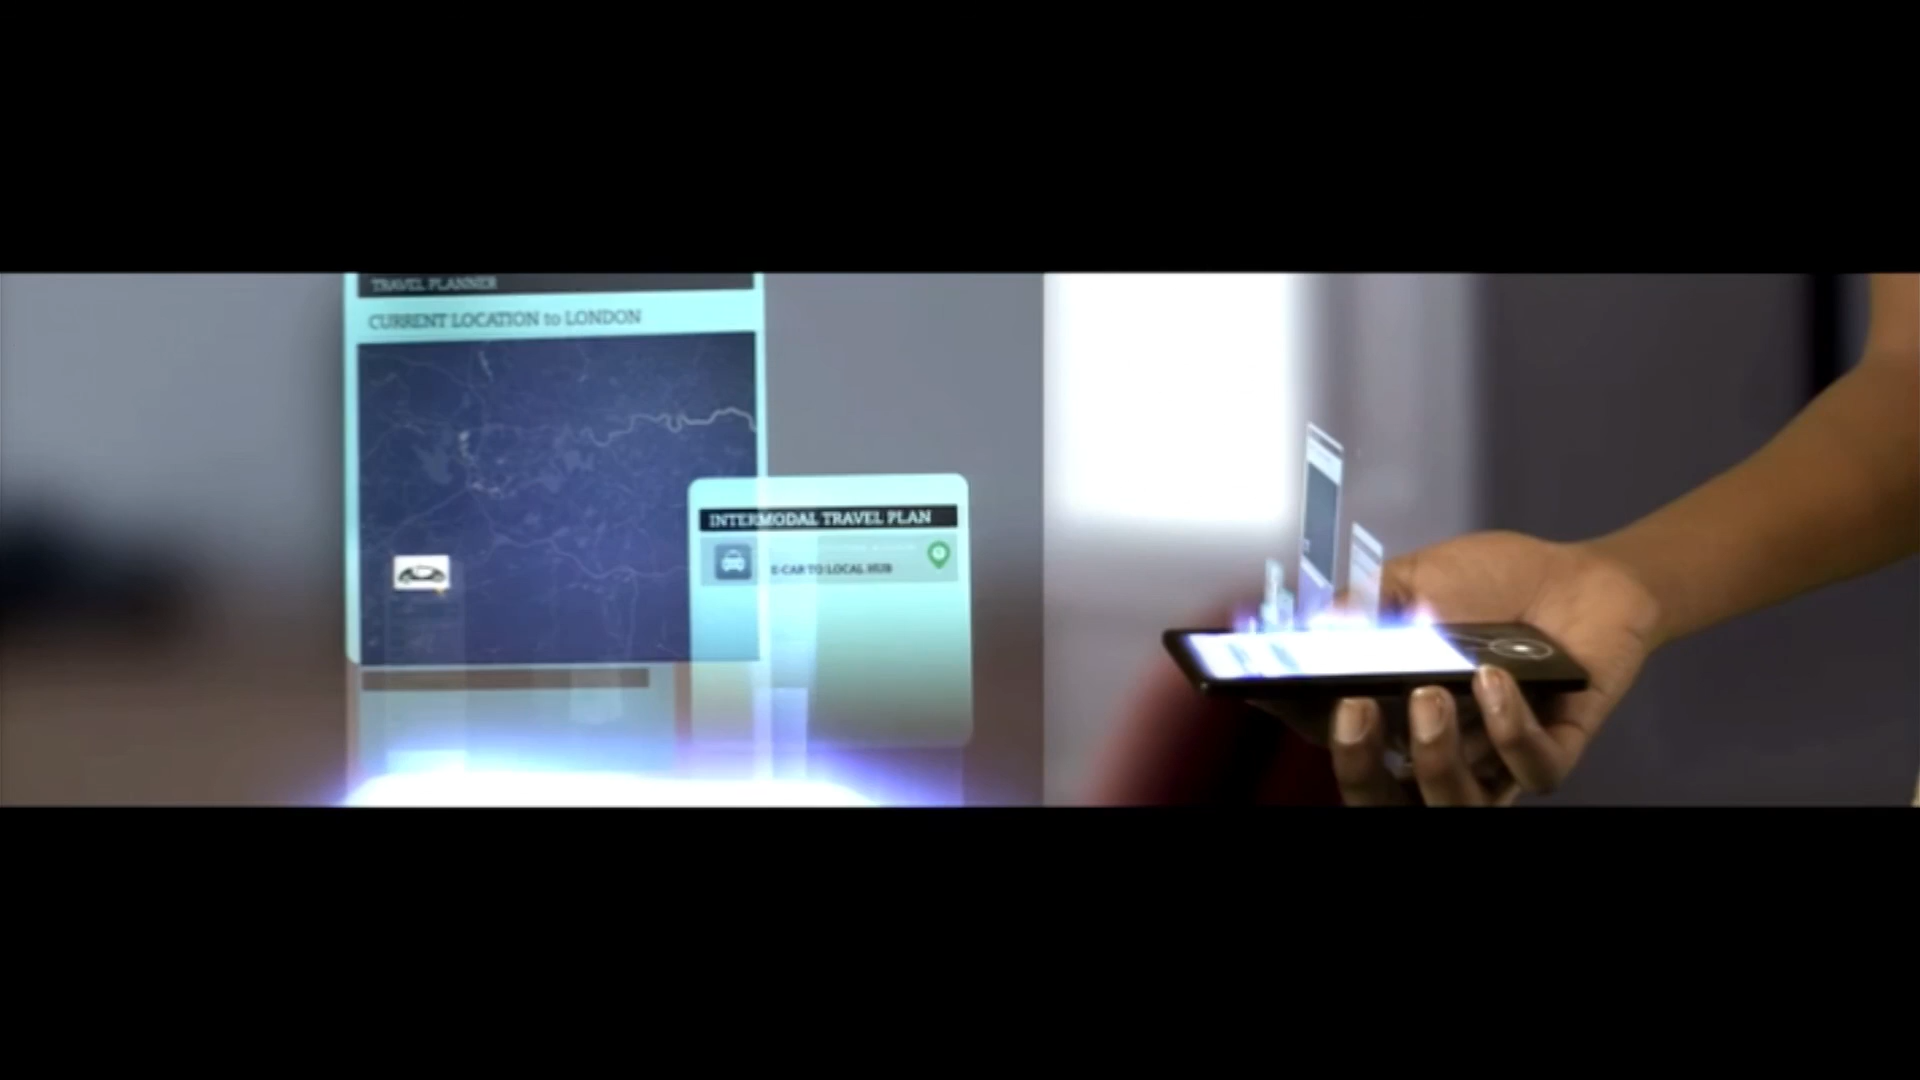 TRAVEL PLANNER
CURRENT LOCATION to LONDON
INTERMODAL TRAVEL PLAN
E-CAR TO LOCAL HUB